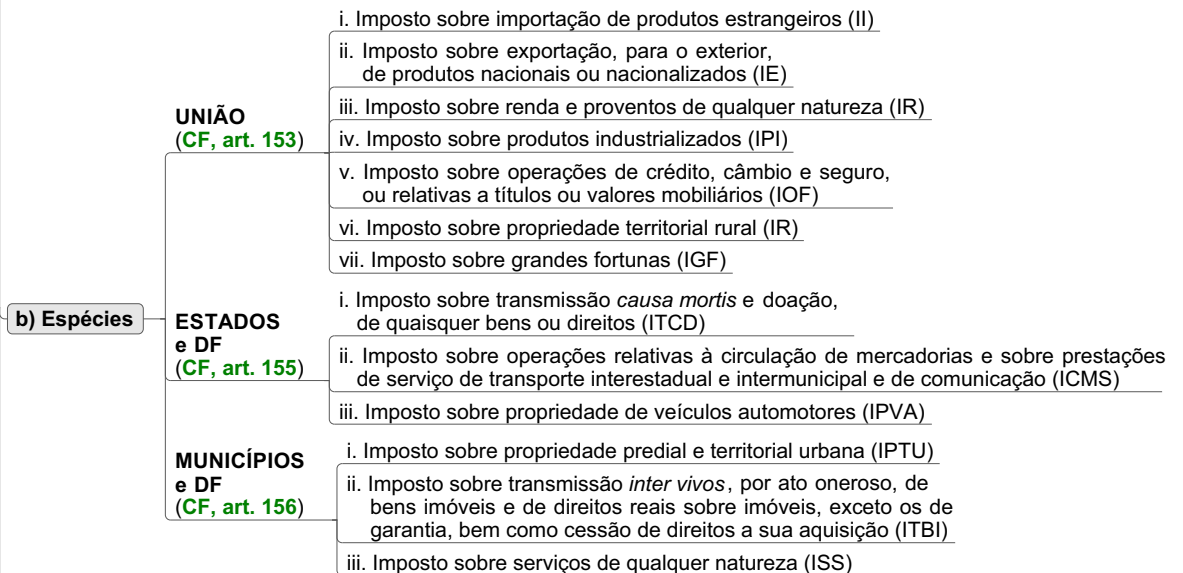 b) Espécies
UNIÃO
(CF, art. 153)
i. Imposto sobre importação de produtos estrangeiros (II)
ii. Imposto sobre exportação, para o exterior,
de produtos nacionais ou nacionalizados (IE)
iii. Imposto sobre renda e proventos de qualquer natureza (IR)
iv. Imposto sobre produtos industrializados (IPI)
v. Imposto sobre operações de crédito, câmbio e seguro,
ou relativas a títulos ou valores mobiliários (IOF)
vi. Imposto sobre propriedade territorial rural (IR)
vii. Imposto sobre grandes fortunas (IGF)
ESTADOS
e DF
(CF, art. 155)
i. Imposto sobre transmissão causa mortis e doação,
de quaisquer bens ou direitos (ITCD)
ii. Imposto sobre operações relativas à circulação de mercadorias e sobre prestações
de serviço de transporte interestadual e intermunicipal e de comunicação (ICMS)
iii. Imposto sobre propriedade de veículos automotores (IPVA)
MUNICÍPIOS
e DF
(CF, art. 156)
i. Imposto sobre propriedade predial e territorial urbana (IPTU)
ii. Imposto sobre transmissão inter vivos, por ato oneroso, de
bens imóveis e de direitos reais sobre imóveis, exceto os de
garantia, bem como cessão de direitos a sua aquisição (ITBI)
iii. Imposto sobre serviços de qualquer natureza (ISS)